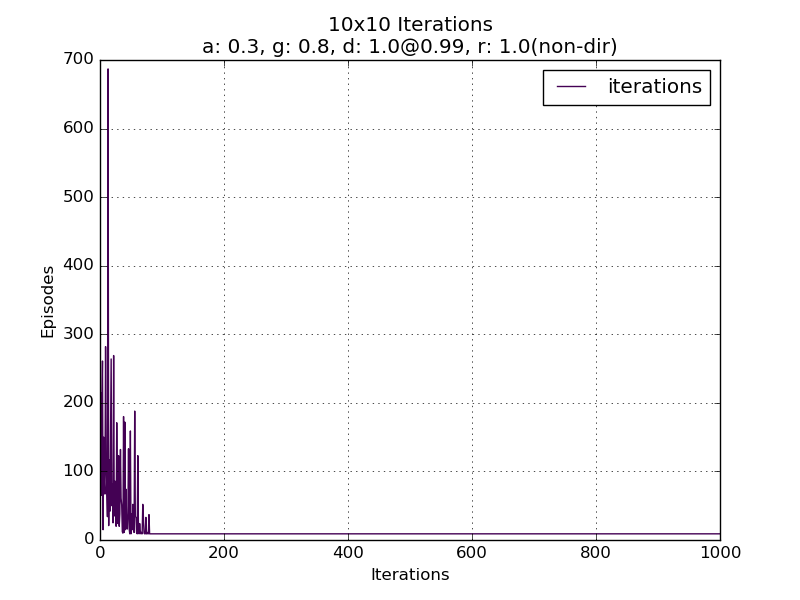 10x10 Iterations
a: 0.3, g: 0.8, d: 1.0@0.99, r: 1.0(non-dir)
iterations
700
600
500
400
300
200
100
0
Episodes
0 200 400 600 800 1000
Iterations